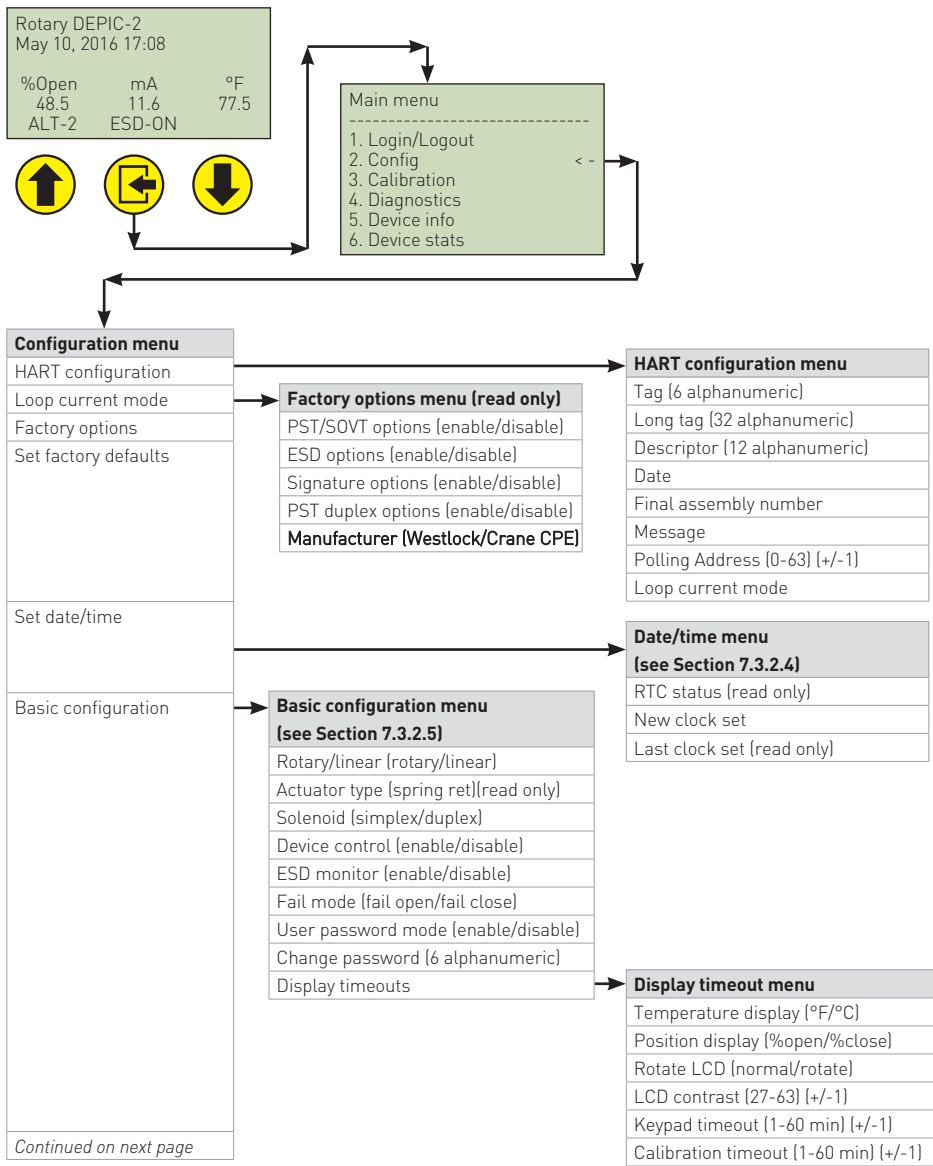 Rotary DEPIC-2
May 10, 2016 17:08
%Open mA °F
48.5 11.6 77.5
ALT-2 ESD-ON
Main menu
------------------------------
1. Login/Logout
2. Config < -
3. Calibration
4. Diagnostics
5. Device info
6. Device stats
Configuration menu
HART configuration
Loop current mode
Factory options
Set factory defaults
Set date/time
Basic configuration
Continued on next page
Factory options menu (read only)
PST/SOVT options (enable/disable)
ESD options (enable/disable)
Signature options (enable/disable)
PST duplex options (enable/disable)
Manufacturer (Westlock/Crane CPE)
HART configuration menu
Tag (6 alphanumeric)
Long tag (32 alphanumeric)
Descriptor (12 alphanumeric)
Date
Final assembly number
Message
Polling Address (0-63) (+/-1)
Loop current mode
Date/time menu
(see Section 7.3.2.4)
RTC status (read only)
New clock set
Last clock set (read only)
Basic configuration menu
(see Section 7.3.2.5)
Rotary/linear (rotary/linear)
Actuator type (spring ret)(read only)
Solenoid (simplex/duplex)
Device control (enable/disable)
ESD monitor (enable/disable)
Fail mode (fail open/fail close)
User password mode (enable/disable)
Change password (6 alphanumeric)
Display timeouts
Display timeout menu
Temperature display (°F/°C)
Position display (%open/%close)
Rotate LCD (normal/rotate)
LCD contrast (27-63) (+/-1)
Keypad timeout (1-60 min) (+/-1)
Calibration timeout (1-60 min) (+/-1)